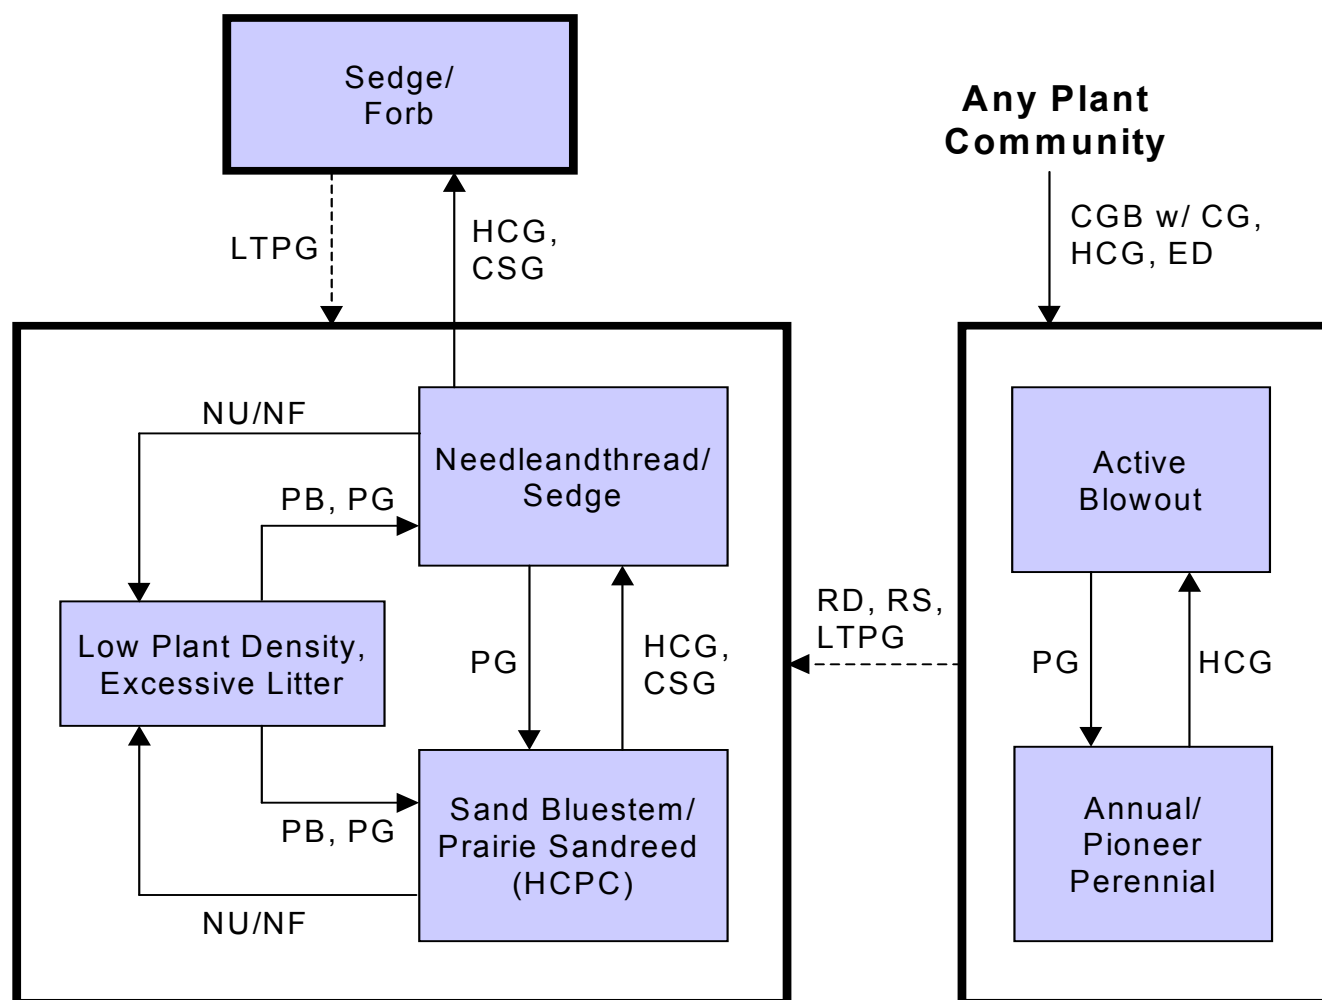 Sedge/
Forb
Any Plant
Community
LTPG
HCG,
CSG
CGB w/ CG,
HCG, ED
NU/NF
Needleandthread/
Sedge
PB, PG
Active
Blowout
Low Plant Density,
Excessive Litter
PG
HCG,
CSG
RD, RS,
LTPG
PG
HCG
PB, PG
Sand Bluestem/
Prairie Sandreed
(HCPC)
NU/NF
Annual/
Pioneer
Perennial